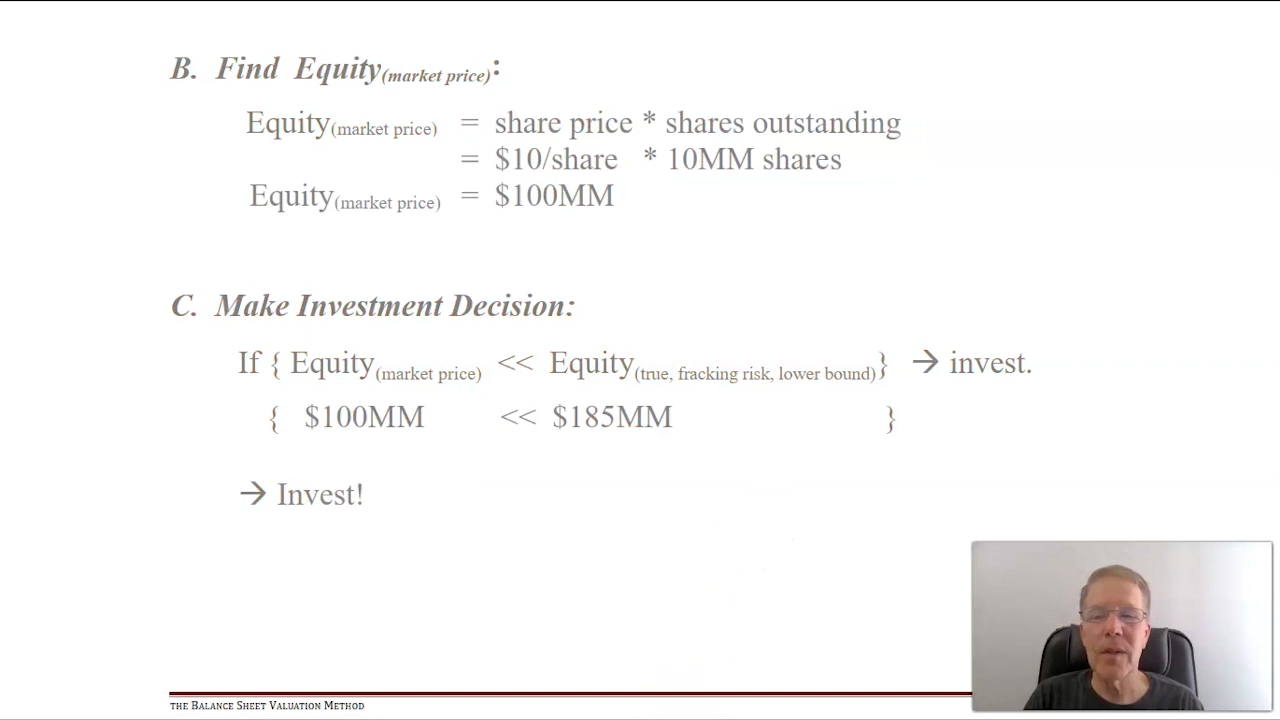 B. Find Equity(market price):
Equity(market price) = share price * shares outstanding
= $10/share * 10MM shares
Equity(market price) = $100MM
C. Make Investment Decision:
If { Equity(market price) << Equity(true, fracking risk, lower bound)} → invest.
{ $100MM << $185MM }
→ Invest!
THE BALANCE SHEET VALUATION METHOD